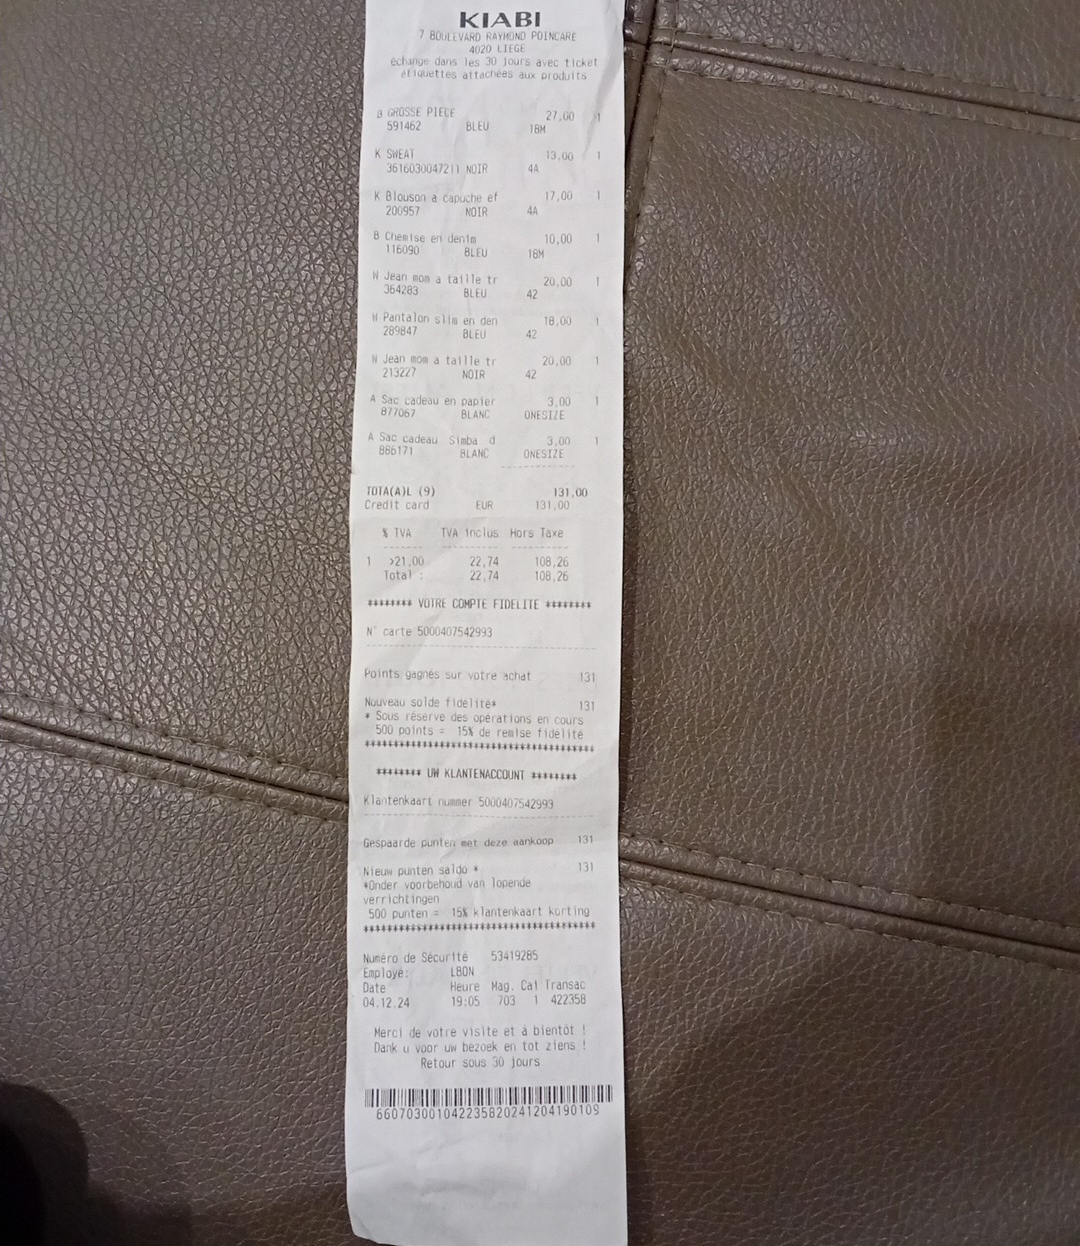 KIABI
7 BOULEVARD RAYMOND POINCARE
4020 LIEGE
échange dans les 30 jours avec ticket
étiquettes attachées aux produits
B GROSSE PIECE 27,00 1
591462 BLEU 18M
K SWEAT 13,00 1
3616030047211 NOIR 4A
K Blouson a capuche ef 17,00 1
200957 NOIR 4A
B Chemise en denim 10,00 1
116090 BLEU 18M
W Jean mom a taille tr 20,00 1
364283 BLEU 42
W Pantalon slim en den 18,00 1
289847 BLEU 42
W Jean mom a taille tr 20,00 1
213227 NOIR 42
A Sac cadeau en papier 3,00 1
877067 BLANC ONESIZE
A Sac cadeau Simba d 3,00 1
886171 BLANC ONESIZE
TOTA(A)L (9) 131,00
Credit card EUR 131,00
% TVA TVA inclus Hors Taxe
1 >21,00 22,74 108,26
Total : 22,74 108,26
******** VOTRE COMPTE FIDELITE ********
N° carte 5000407542993
Points gagnés sur votre achat 131
Nouveau solde fidélité* 131
* Sous réserve des opérations en cours
500 points = 15% de remise fidélité
****************************************
******** UW KLANTENACCOUNT ********
Klantenkaart nummer 5000407542993
Gespaarde punten met deze aankoop 131
Nieuw punten saldo * 131
*Onder voorbehoud van lopende
verrichtingen
500 punten = 15% klantenkaart korting
****************************************
Numéro de Sécurité 53419285
Employé: LBON
Date Heure Mag. Cai Transac
04.12.24 19:05 703 1 422358
Merci de votre visite et à bientôt !
Dank u voor uw bezoek en tot ziens !
Retour sous 30 jours
660703001042235820241204190109